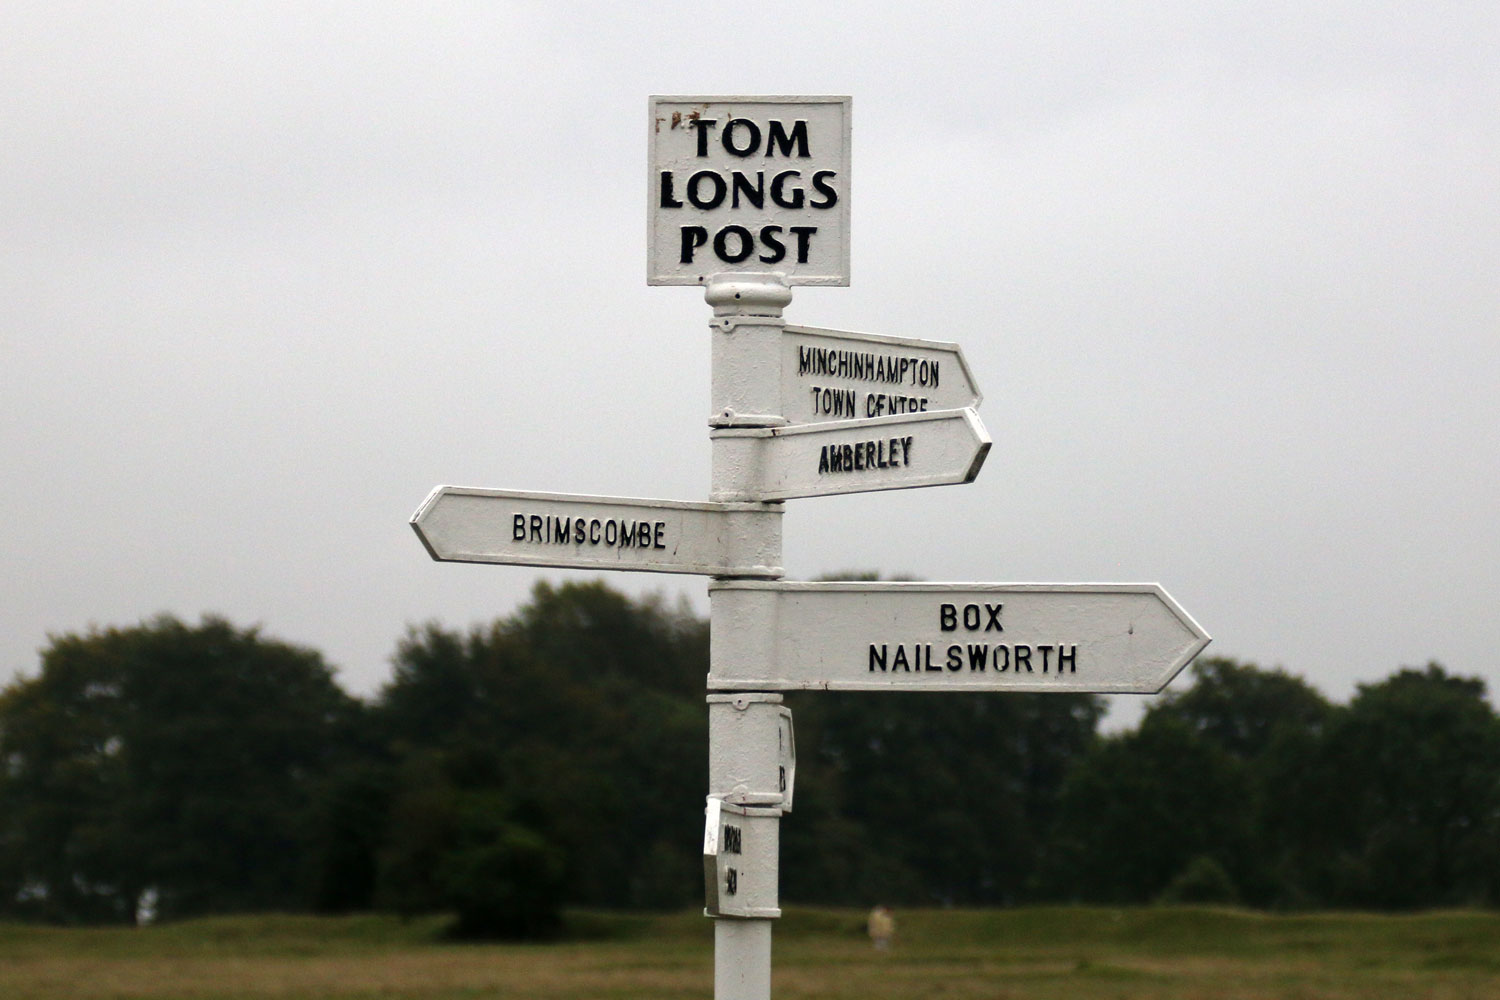 TOM
LONGS
POST
MINCHINHAMPTON
TOWN CENTRE
AMBERLEY
BRIMSCOMBE
BOX
NAILSWORTH